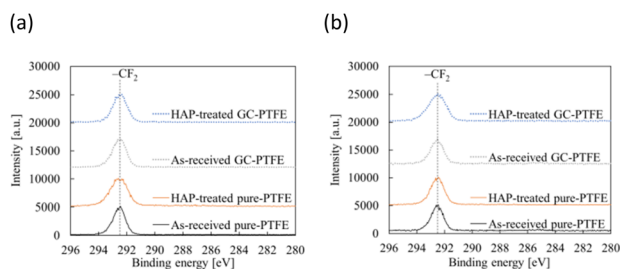 (a)
(b)
30000
25000
20000
15000
10000
5000
0
Intensity [a.u.]
–CF2
HAP-treated GC-PTFE
As-received GC-PTFE
HAP-treated pure-PTFE
As-received pure-PTFE
296 294 292 290 288 286 284 282 280
Binding energy [eV]
30000
25000
20000
15000
10000
5000
0
Intensity [a.u.]
–CF2
HAP-treated GC-PTFE
As-received GC-PTFE
HAP-treated pure-PTFE
As-received pure-PTFE
296 294 292 290 288 286 284 282 280
Binding energy [eV]